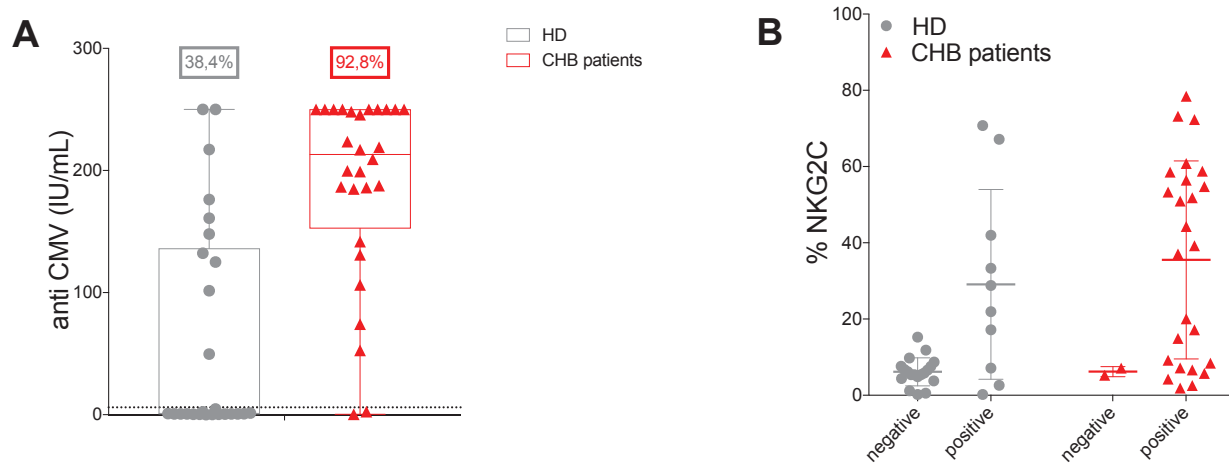 A
38,4%
92,8%
HD
CHB patients
anti CMV (IU/mL)
300
200
100
0
B
HD
CHB patients
% NKG2C
100
80
60
40
20
0
negative
positive
negative
positive